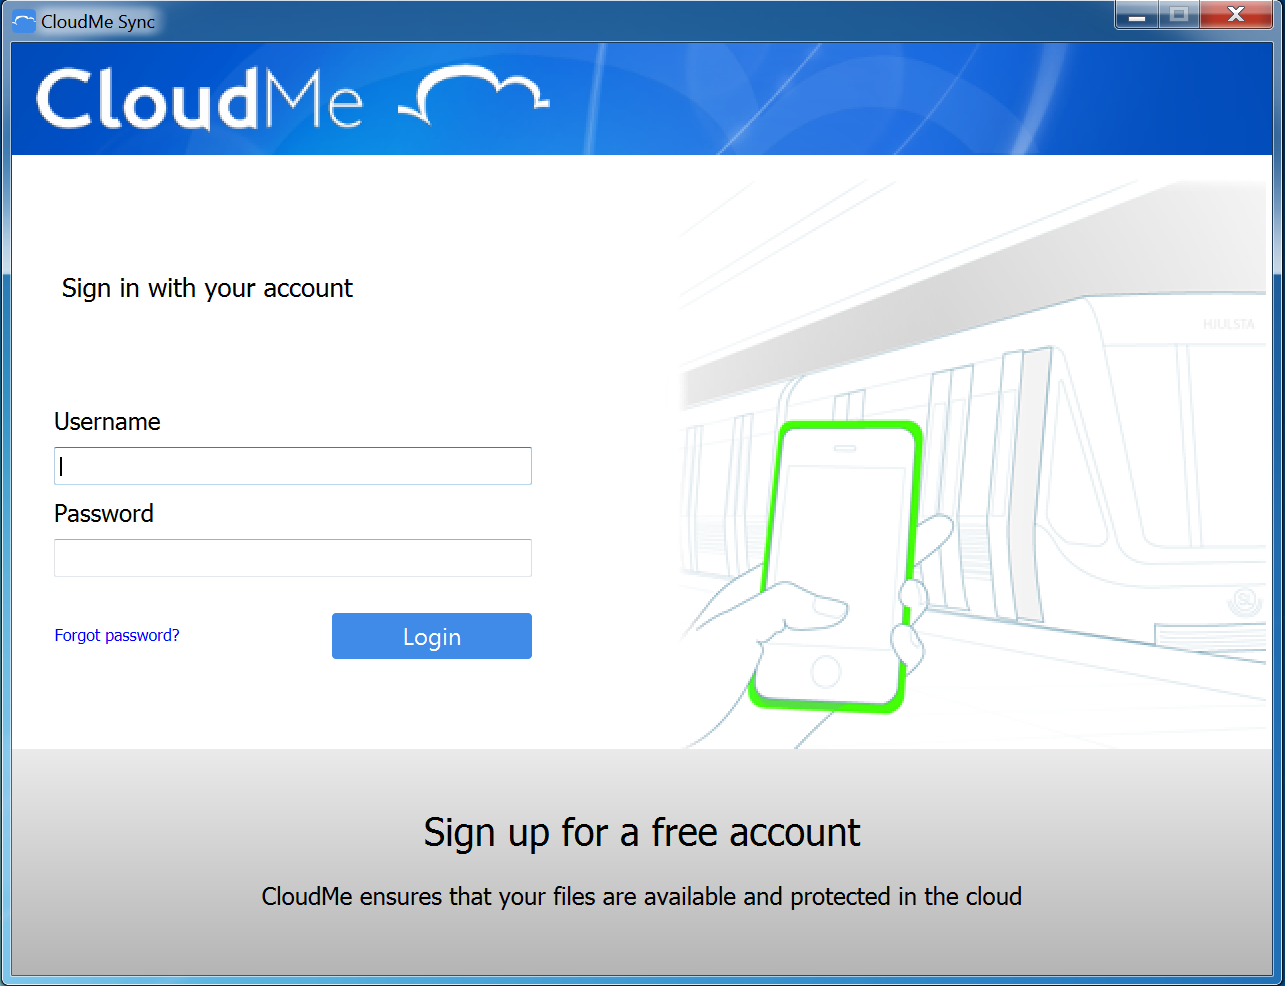 CloudMe Sync
CloudMe
Sign in with your account
HJULSTA
Username
Password
Forgot password?
Login
Sign up for a free account
CloudMe ensures that your files are available and protected in the cloud